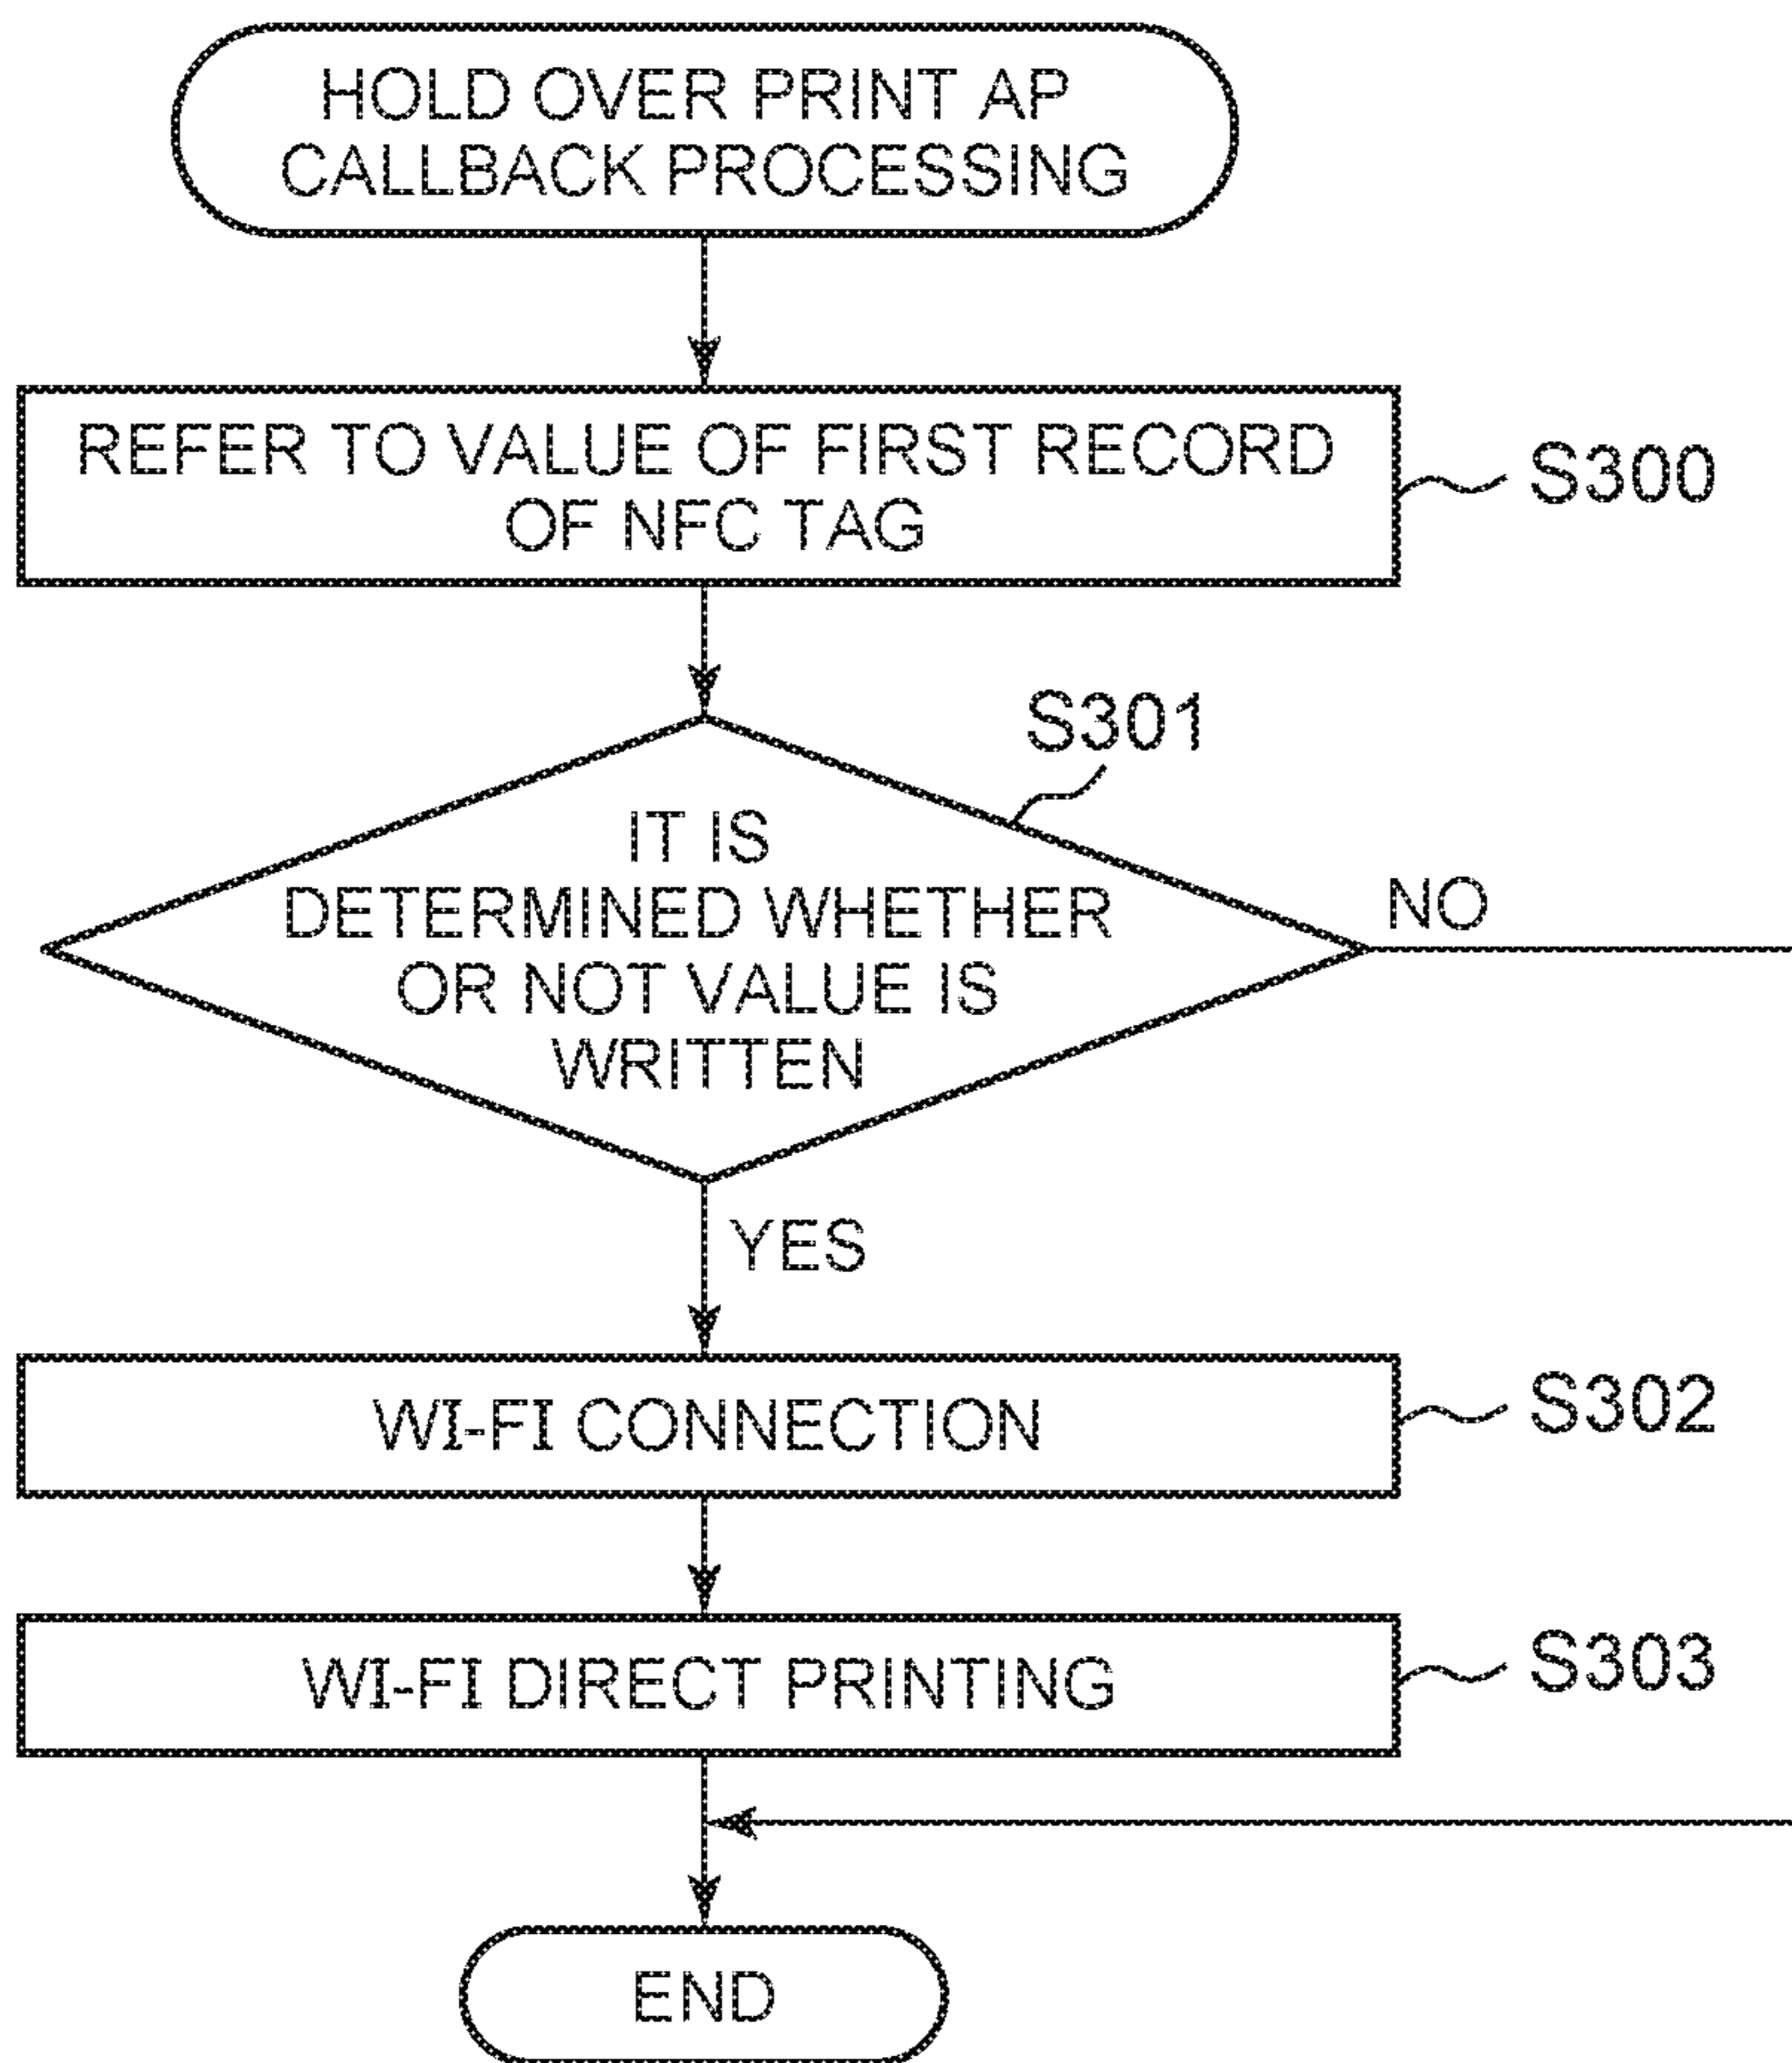 HOLD OVER PRINT AP
CALLBACK PROCESSING
REFER TO VALUE OF FIRST RECORD
OF NFC TAG
S300
S301
IT IS
DETERMINED WHETHER
OR NOT VALUE IS
WRITTEN
NO
YES
WI-FI CONNECTION
S302
WI-FI DIRECT PRINTING
S303
END